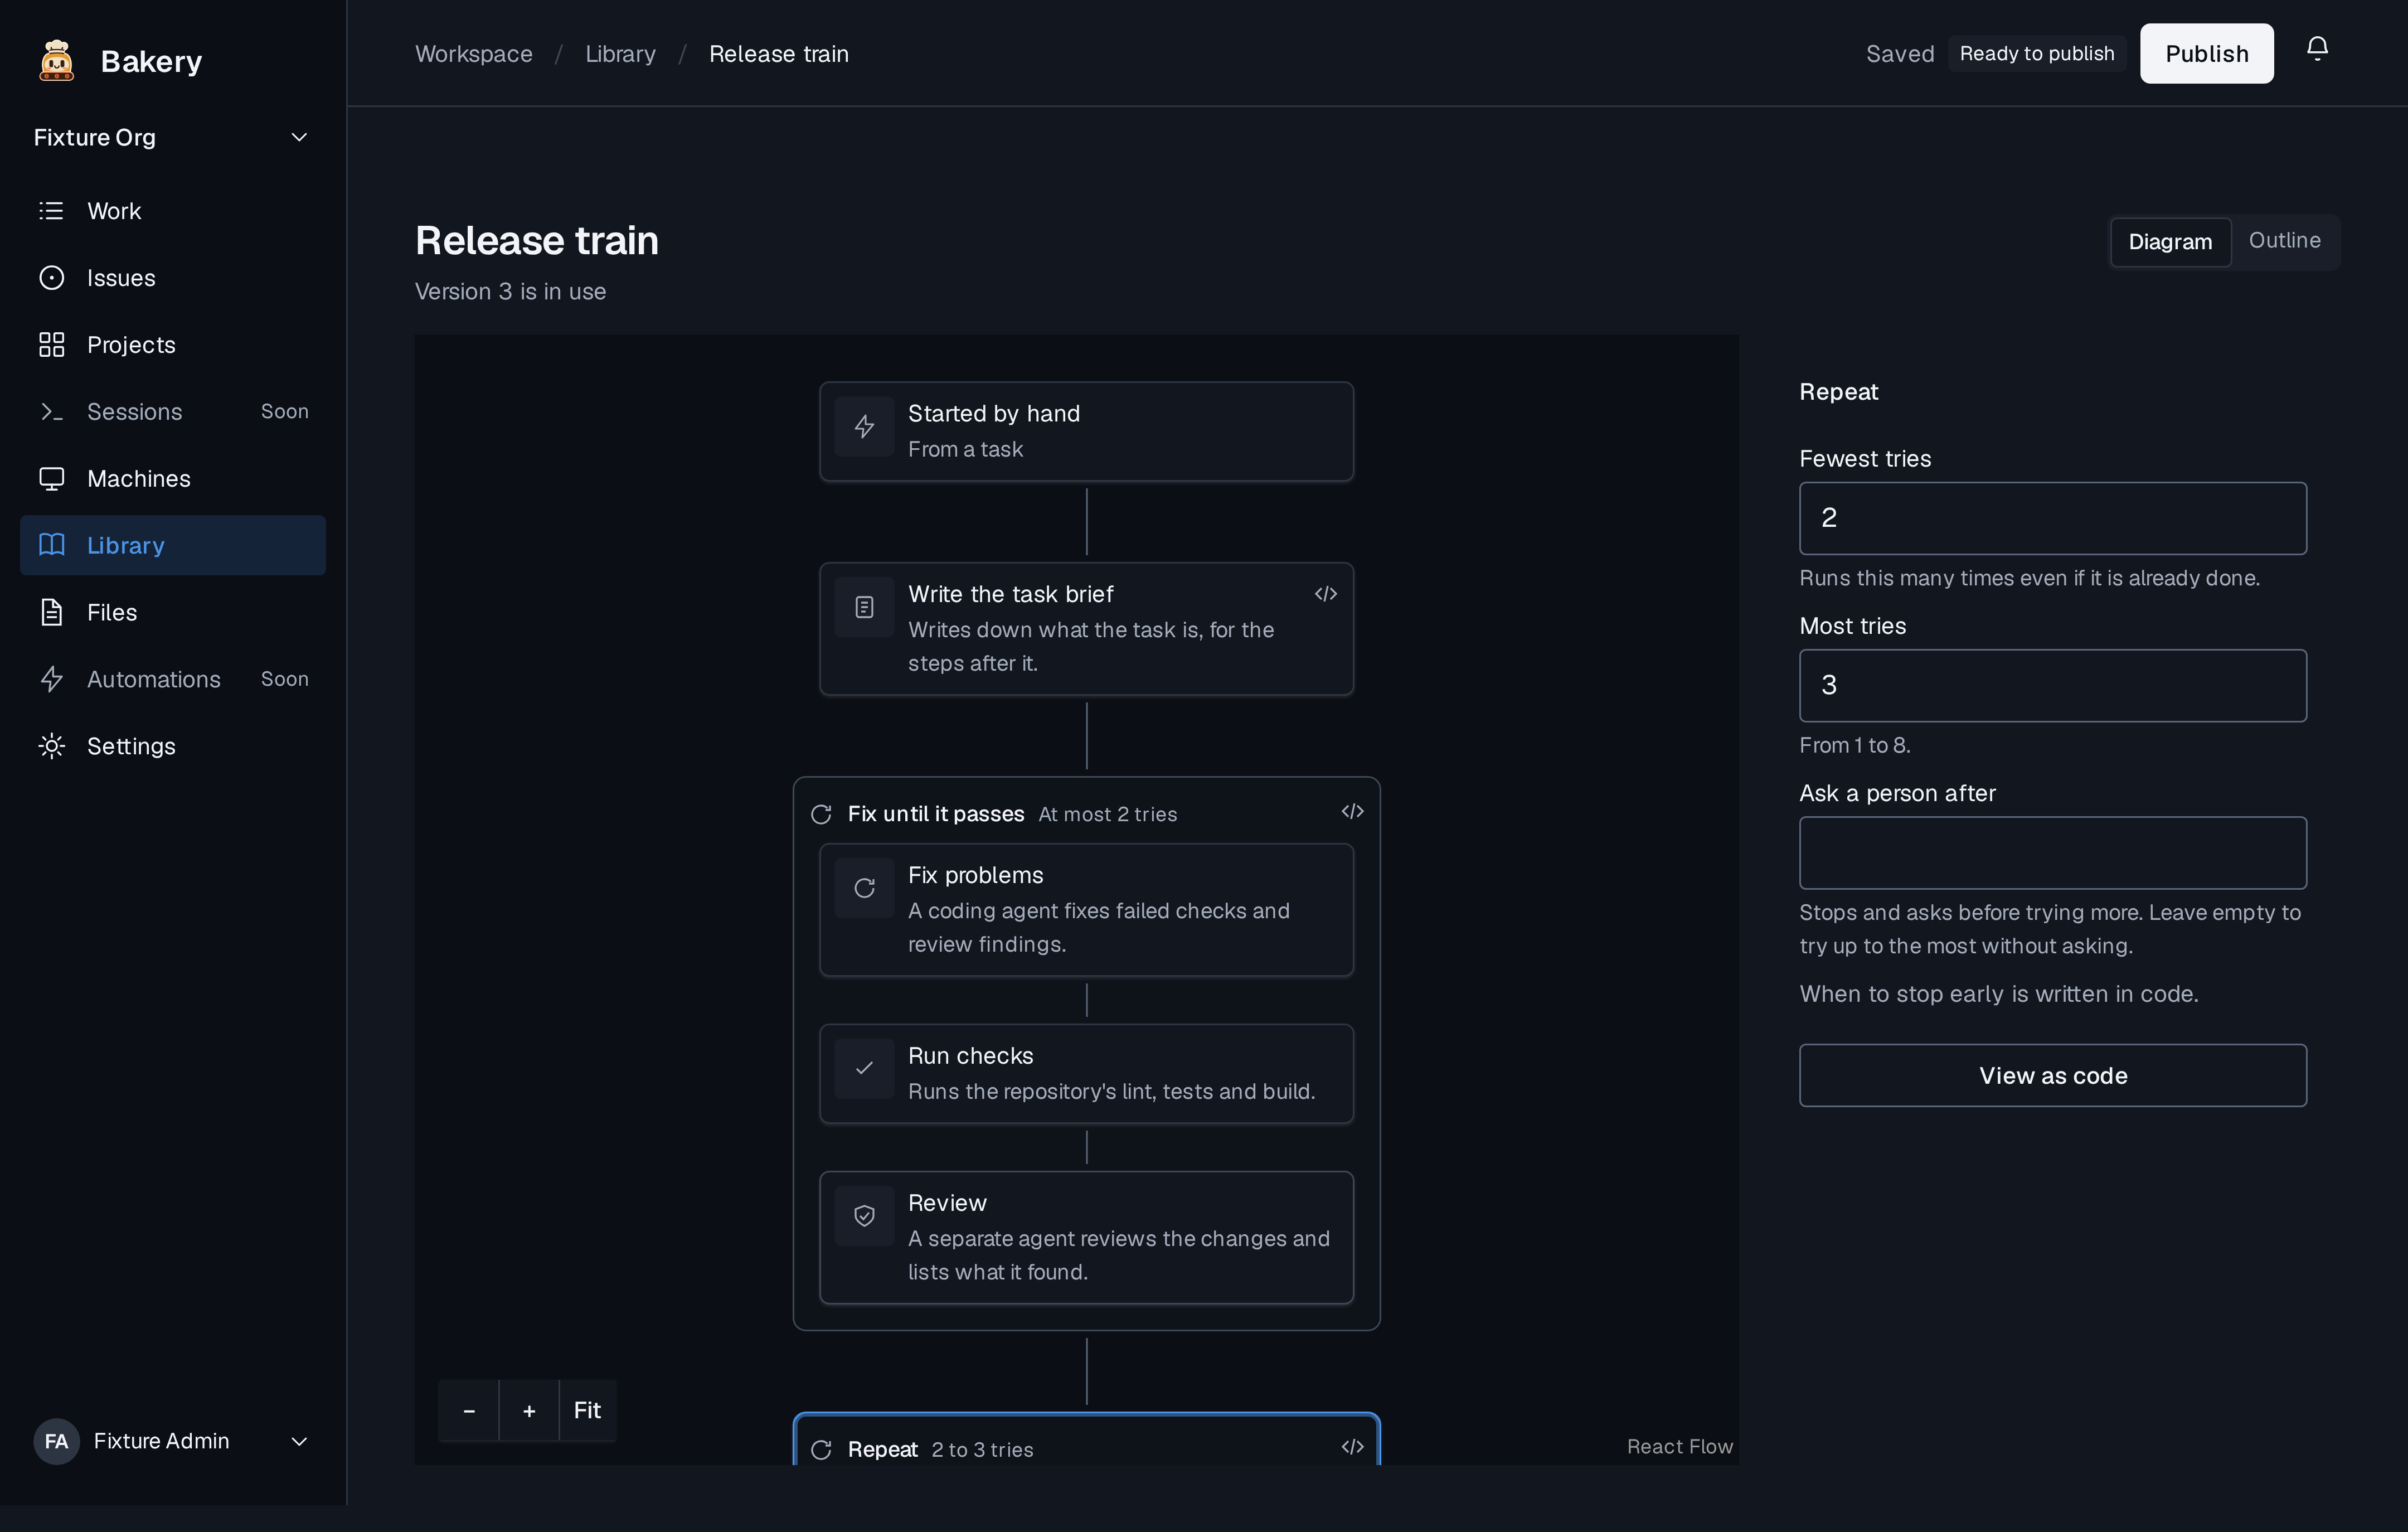 Bakery
Fixture Org
Work
Issues
Projects
Sessions Soon
Machines
Library
Files
Automations Soon
Settings
FA Fixture Admin
Workspace / Library / Release train
Saved Ready to publish Publish
Release train
Version 3 is in use
Diagram Outline
Started by hand
From a task
Write the task brief </>
Writes down what the task is, for the
steps after it.
Fix until it passes At most 2 tries </>
Fix problems
A coding agent fixes failed checks and
review findings.
Run checks
Runs the repository's lint, tests and build.
Review
A separate agent reviews the changes and
lists what it found.
Repeat 2 to 3 tries </>
− + Fit
React Flow
Repeat
Fewest tries
2
Runs this many times even if it is already done.
Most tries
3
From 1 to 8.
Ask a person after
Stops and asks before trying more. Leave empty to
try up to the most without asking.
When to stop early is written in code.
View as code